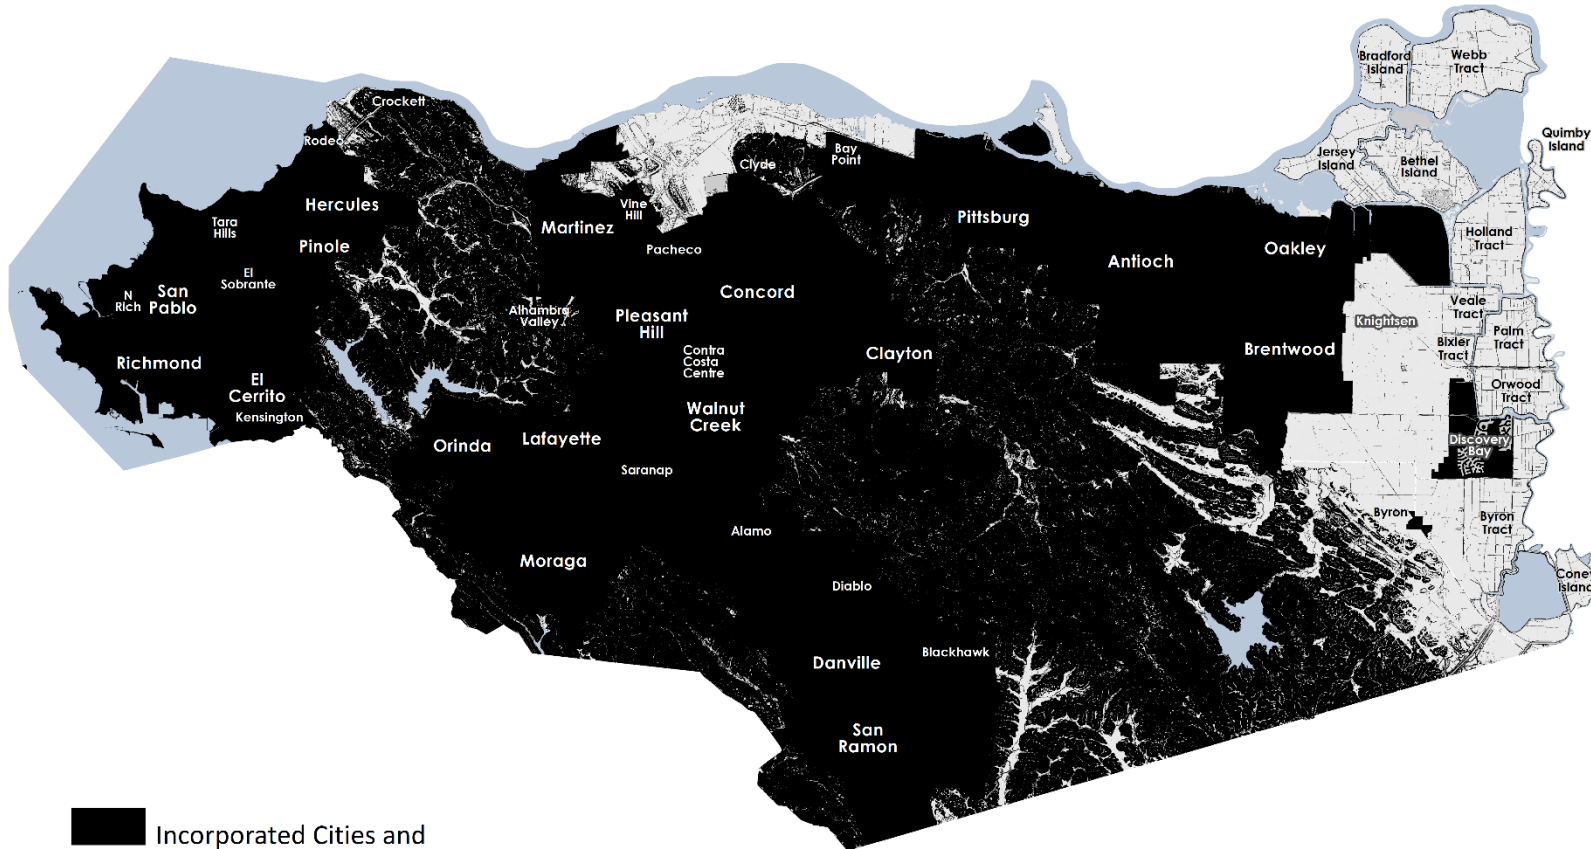 Bradford
Island
Webb
Tract
Crockett
Rodeo
Quimby
Island
Clyde
Bay
Point
Jersey
Island
Bethel
Island
Hercules
Vine
Hill
Tara
Hills
Martinez
Pittsburg
Holland
Tract
Pinole
Pacheco
Oakley
Antioch
El
Sobrante
N
Rich
San
Pablo
Concord
Alhambra
Valley
Pleasant
Hill
Veale
Tract
Knightsen
Palm
Tract
Bixler
Tract
Contra
Costa
Centre
Clayton
Brentwood
Richmond
El
Cerrito
Orwood
Tract
Kensington
Walnut
Creek
Orinda
Lafayette
Discovery
Bay
Saranap
Byron
Byron
Tract
Alamo
Moraga
Diablo
Coney
Island
Blackhawk
Danville
San
Ramon
Incorporated Cities and